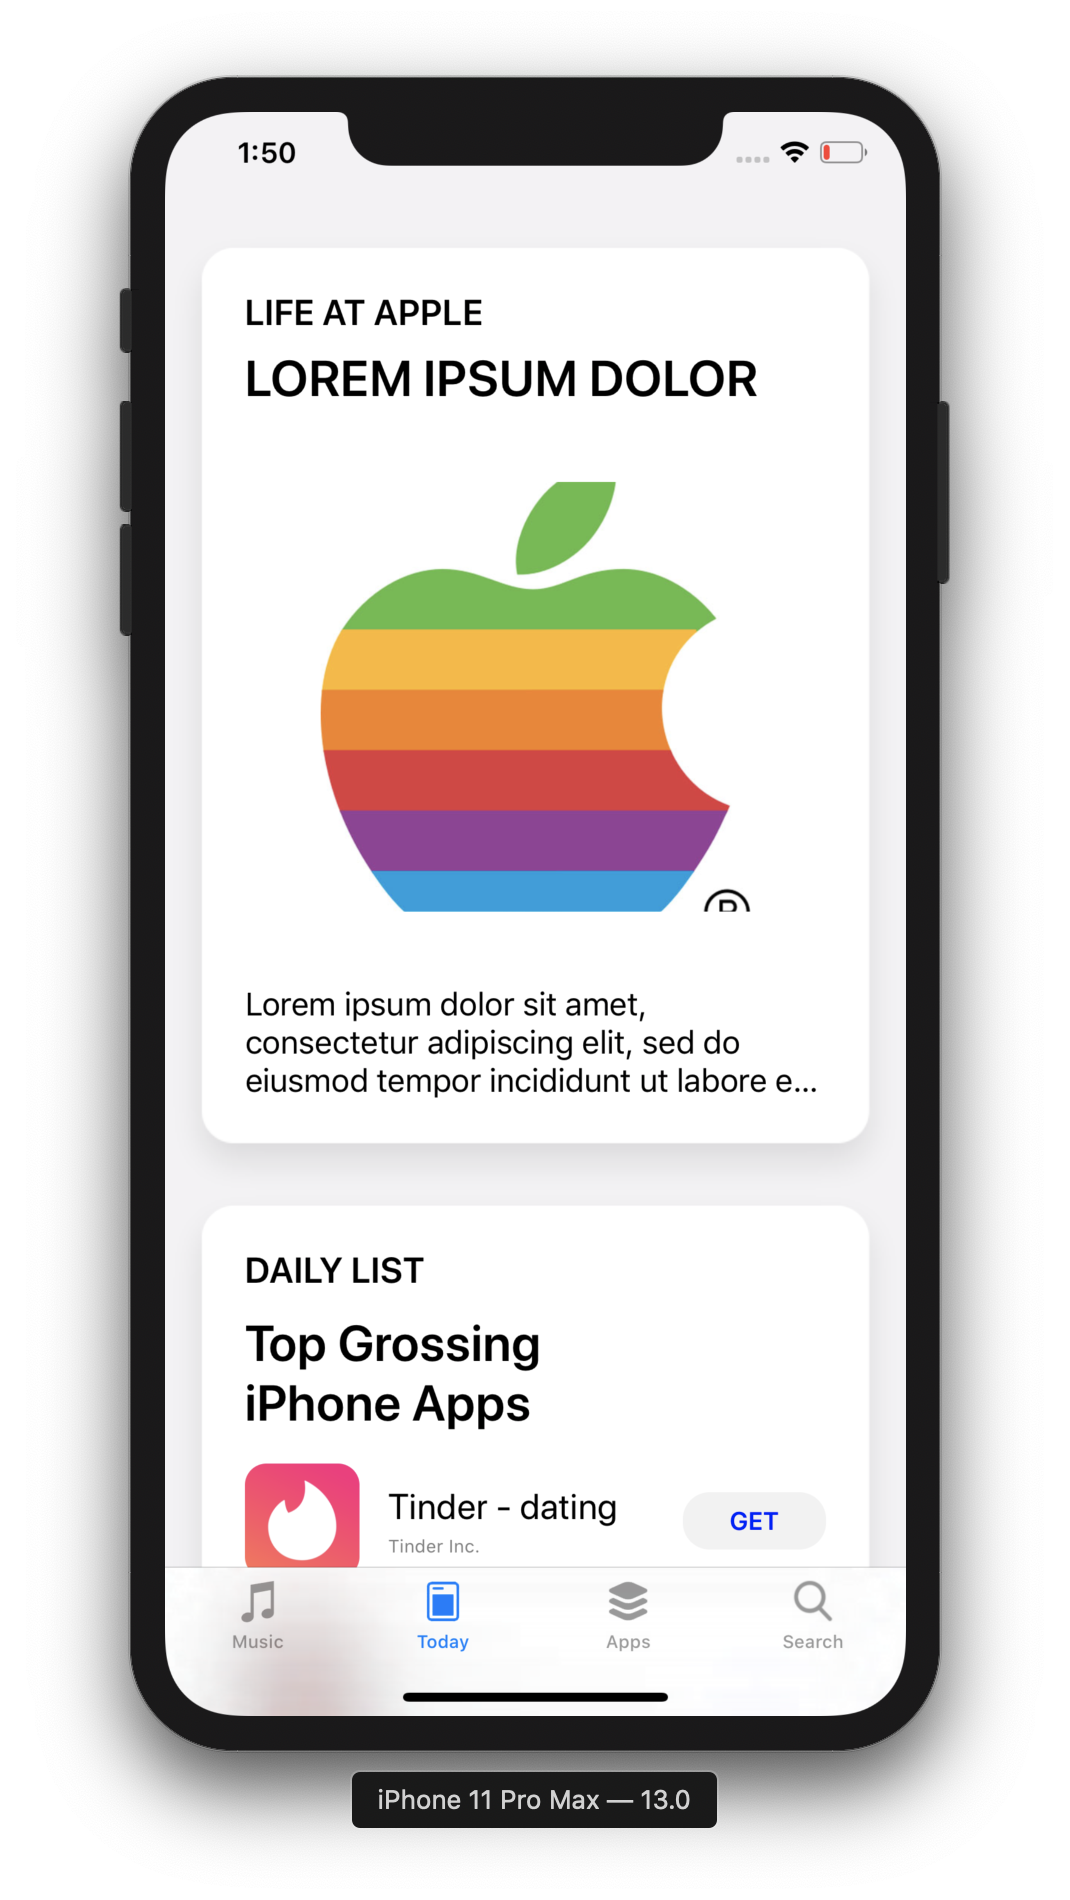 1:50
LIFE AT APPLE
LOREM IPSUM DOLOR
R
Lorem ipsum dolor sit amet,
consectetur adipiscing elit, sed do
eiusmod tempor incididunt ut labore e...
DAILY LIST
Top Grossing
iPhone Apps
Tinder - dating
GET
Tinder Inc.
Music
Today
Apps
Search
iPhone 11 Pro Max — 13.0